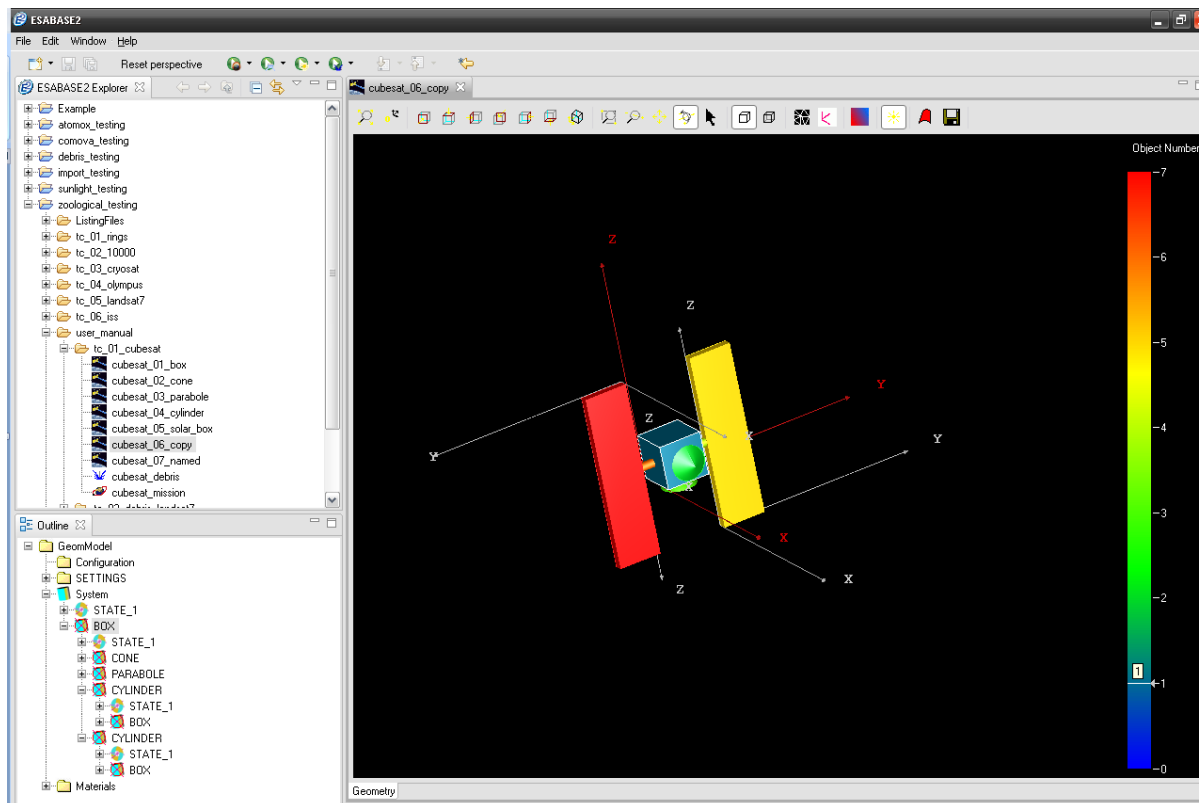 ESABASE2
File Edit Window Help
Reset perspective
ESABASE2 Explorer
Example
atomox_testing
comova_testing
debris_testing
import_testing
sunlight_testing
zoological_testing
ListingFiles
tc_01_rings
tc_02_10000
tc_03_cryosat
tc_04_olympus
tc_05_landsat7
tc_06_iss
user_manual
tc_01_cubesat
cubesat_01_box
cubesat_02_cone
cubesat_03_parabole
cubesat_04_cylinder
cubesat_05_solar_box
cubesat_06_copy
cubesat_07_named
cubesat_debris
cubesat_mission
Outline
GeomModel
Configuration
SETTINGS
System
STATE_1
BOX
STATE_1
CONE
PARABOLE
CYLINDER
STATE_1
BOX
CYLINDER
STATE_1
BOX
Materials
cubesat_06_copy
Object Number
7
6
5
4
3
2
1
1
0
Z
Z
Y
Z
Y
Y
X
X
Z
Geometry